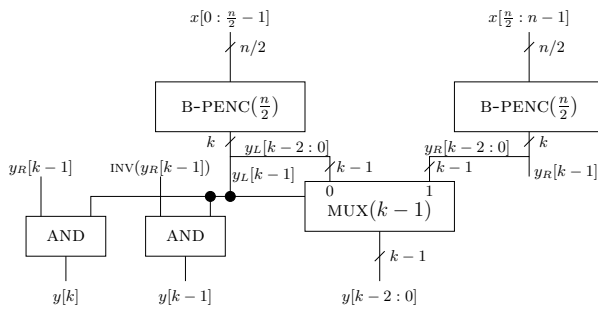 x[0 : n/2 − 1]
x[n/2 : n − 1]
n/2
n/2
B-PENC(n/2)
B-PENC(n/2)
k
k
y_L[k − 2 : 0]
y_R[k − 2 : 0]
y_R[k − 1]
INV(y_R[k − 1])
y_L[k − 1]
k − 1
k − 1
y_R[k − 1]
0
1
MUX(k − 1)
AND
AND
k − 1
y[k]
y[k − 1]
y[k − 2 : 0]